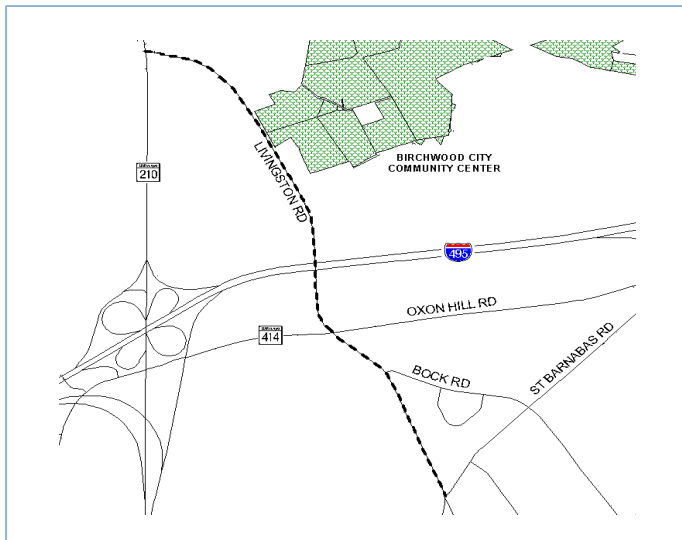 LIVINGSTON RD
BIRCHWOOD CITY
COMMUNITY CENTER
210
495
OXON HILL RD
414
ST BARNABAS RD
BOCK RD